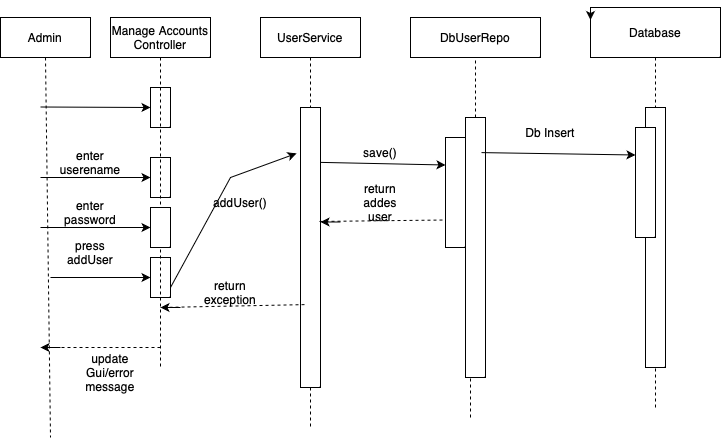 Admin
Manage Accounts
Controller
UserService
DbUserRepo
Database
enter
userename
enter
password
press
addUser
addUser()
save()
Db Insert
return
addes
user
return
exception
update
Gui/error
message